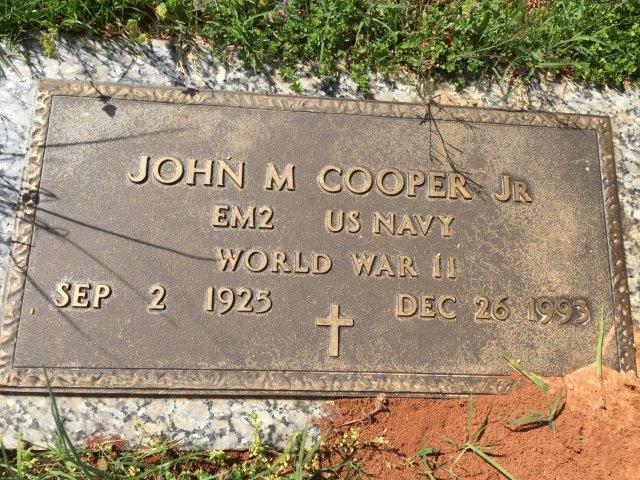 JOHN M COOPER JR
EM2 US NAVY
WORLD WAR II
SEP 2 1925 DEC 26 1993